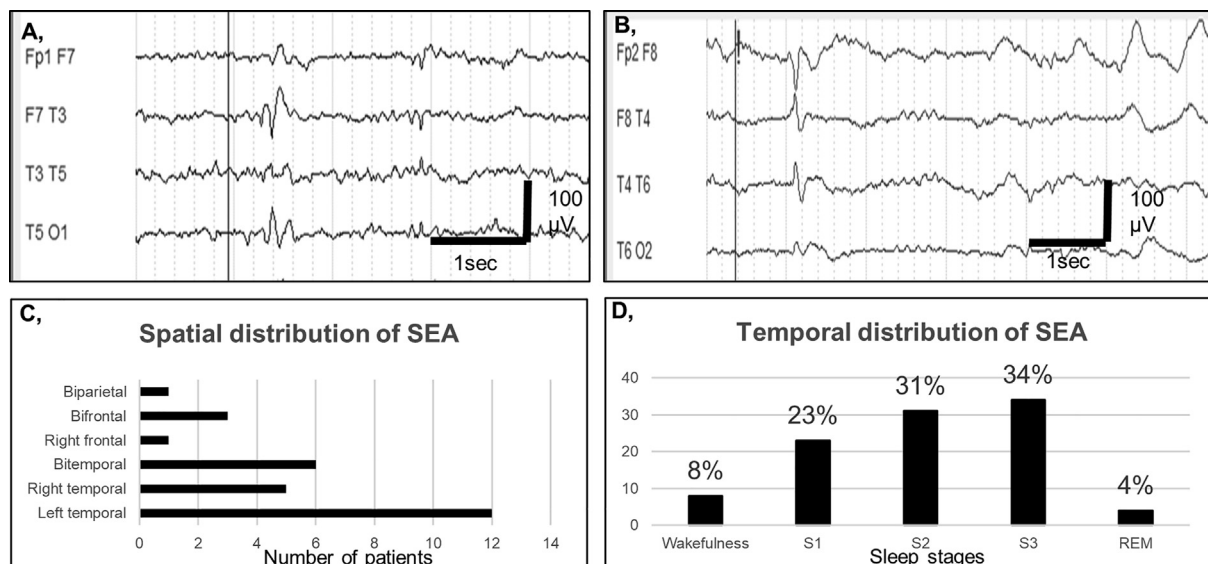 A,
Fp1 F7
F7 T3
T3 T5
T5 O1
100
µV
1sec
B,
Fp2 F8
F8 T4
T4 T6
T6 O2
100
µV
1sec
C,
Spatial distribution of SEA
Biparietal
Bifrontal
Right frontal
Bitemporal
Right temporal
Left temporal
0 2 4 6 8 10 12 14
Number of patients
D,
Temporal distribution of SEA
40
30
20
10
0
8%
23%
31%
34%
4%
Wakefulness S1 S2 S3 REM
Sleep stages